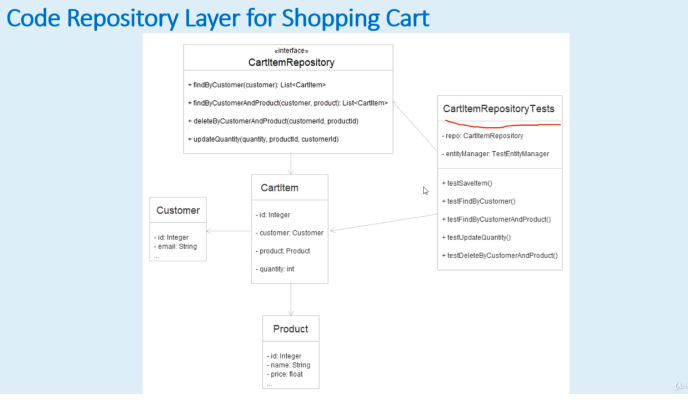 Code Repository Layer for Shopping Cart
«interface»
CartItemRepository
+ findByCustomer(customer): List<CartItem>
+ findByCustomerAndProduct(customer, product): List<CartItem>
+ deleteByCustomerAndProduct(customerId, productId)
+ updateQuantity(quantity, productId, customerId)
CartItemRepositoryTests
- repo: CartItemRepository
- entityManager: TestEntityManager
+ testSaveItem()
+ testFindByCustomer()
+ testFindByCustomerAndProduct()
+ testUpdateQuantity()
+ testDeleteByCustomerAndProduct()
CartItem
- id: Integer
- customer: Customer
- product: Product
- quantity: int
Customer
- id: Integer
- email: String
...
Product
- id: Integer
- name: String
- price: float
...